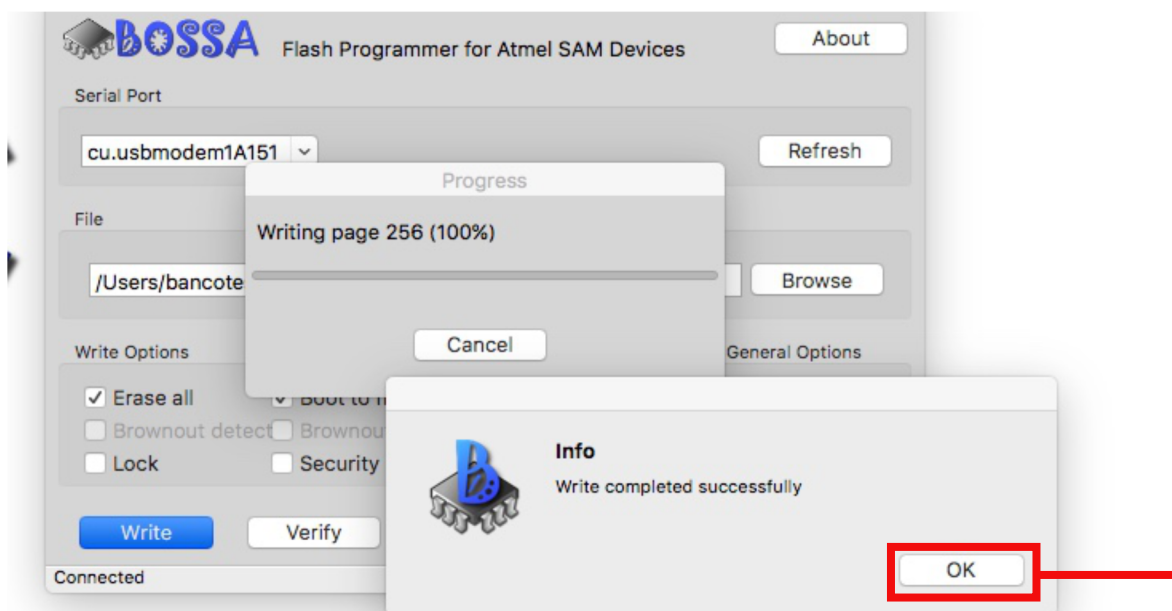 BOSSA Flash Programmer for Atmel SAM Devices About
Serial Port
cu.usbmodem1A151 Refresh
Progress
File
Writing page 256 (100%)
/Users/bancote Browse
Cancel
Write Options General Options
Erase all Boot to
Brownout detect
Lock Security
Info
Write completed successfully
Write Verify
OK
Connected